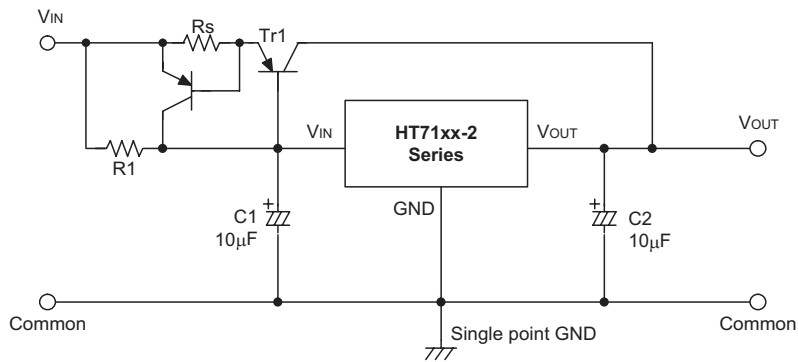 VIN
Rs
Tr1
VIN
HT71xx-2
Series
VOUT
VOUT
R1
GND
C1
10μF
C2
10μF
Common
Single point GND
Common